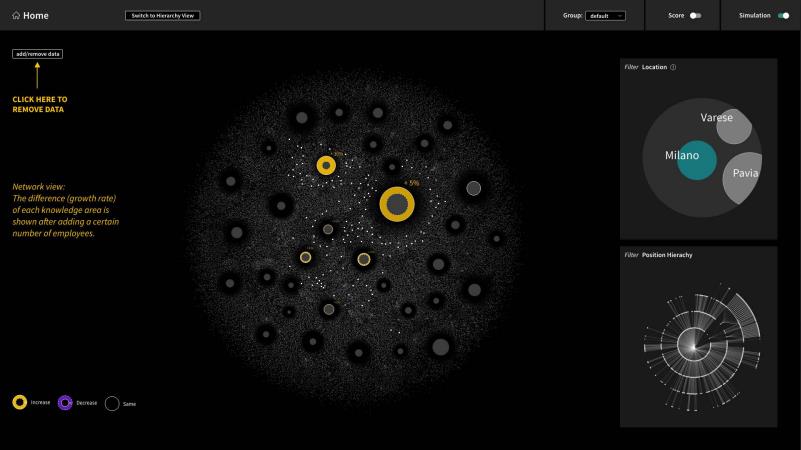 Home
Switch to Hierarchy View
Group:
default
Score
Simulation
add/remove data
CLICK HERE TO
REMOVE DATA
Network view:
The difference (growth rate)
of each knowledge area is
shown after adding a certain
number of employees.
+ 5%
Filter Location
Varese
Milano
Pavia
Filter Position Hierachy
Increase
Decrease
Same